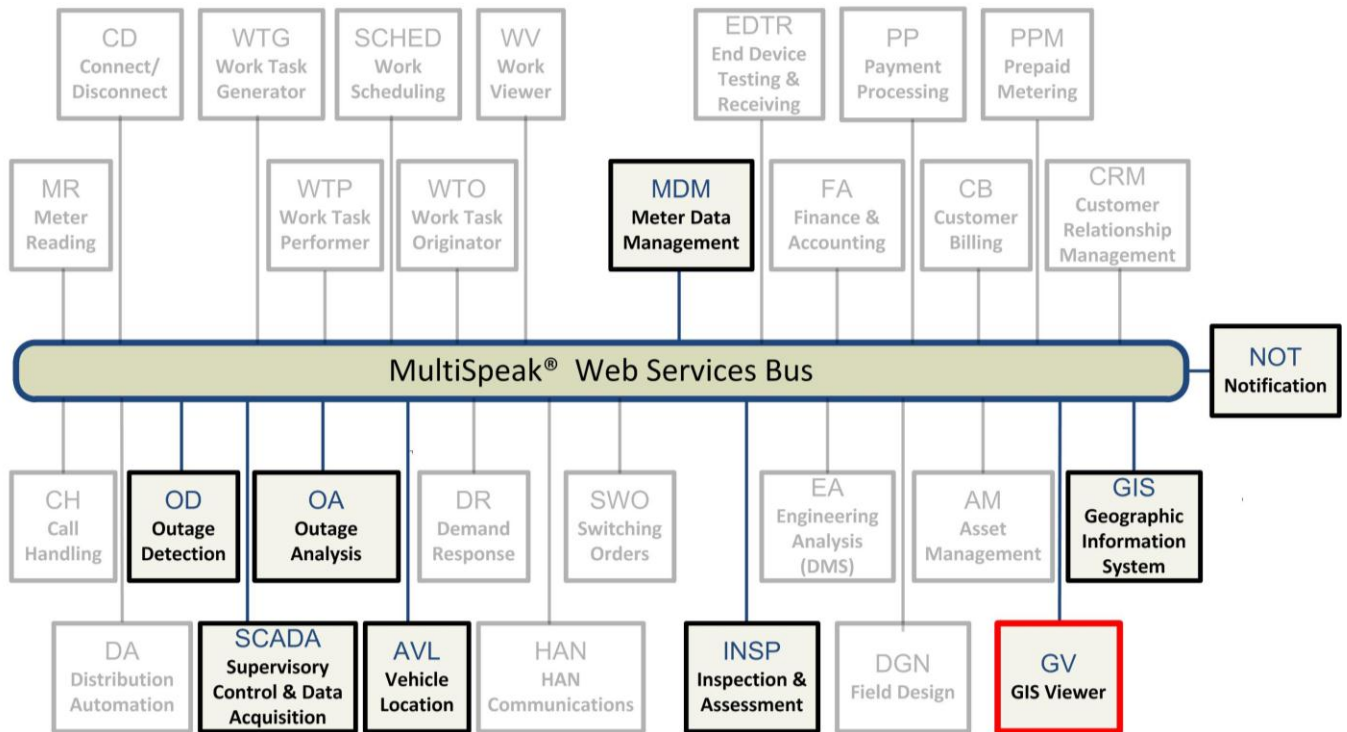 CD
Connect/
Disconnect
WTG
Work Task
Generator
SCHED
Work
Scheduling
WV
Work
Viewer
EDTR
End Device
Testing &
Receiving
PP
Payment
Processing
PPM
Prepaid
Metering
MR
Meter
Reading
WTP
Work Task
Performer
WTO
Work Task
Originator
MDM
Meter Data
Management
FA
Finance &
Accounting
CB
Customer
Billing
CRM
Customer
Relationship
Management
MultiSpeak® Web Services Bus
NOT
Notification
CH
Call
Handling
OD
Outage
Detection
OA
Outage
Analysis
DR
Demand
Response
SWO
Switching
Orders
EA
Engineering
Analysis
(DMS)
AM
Asset
Management
GIS
Geographic
Information
System
DA
Distribution
Automation
SCADA
Supervisory
Control & Data
Acquisition
AVL
Vehicle
Location
HAN
HAN
Communications
INSP
Inspection &
Assessment
DGN
Field Design
GV
GIS Viewer